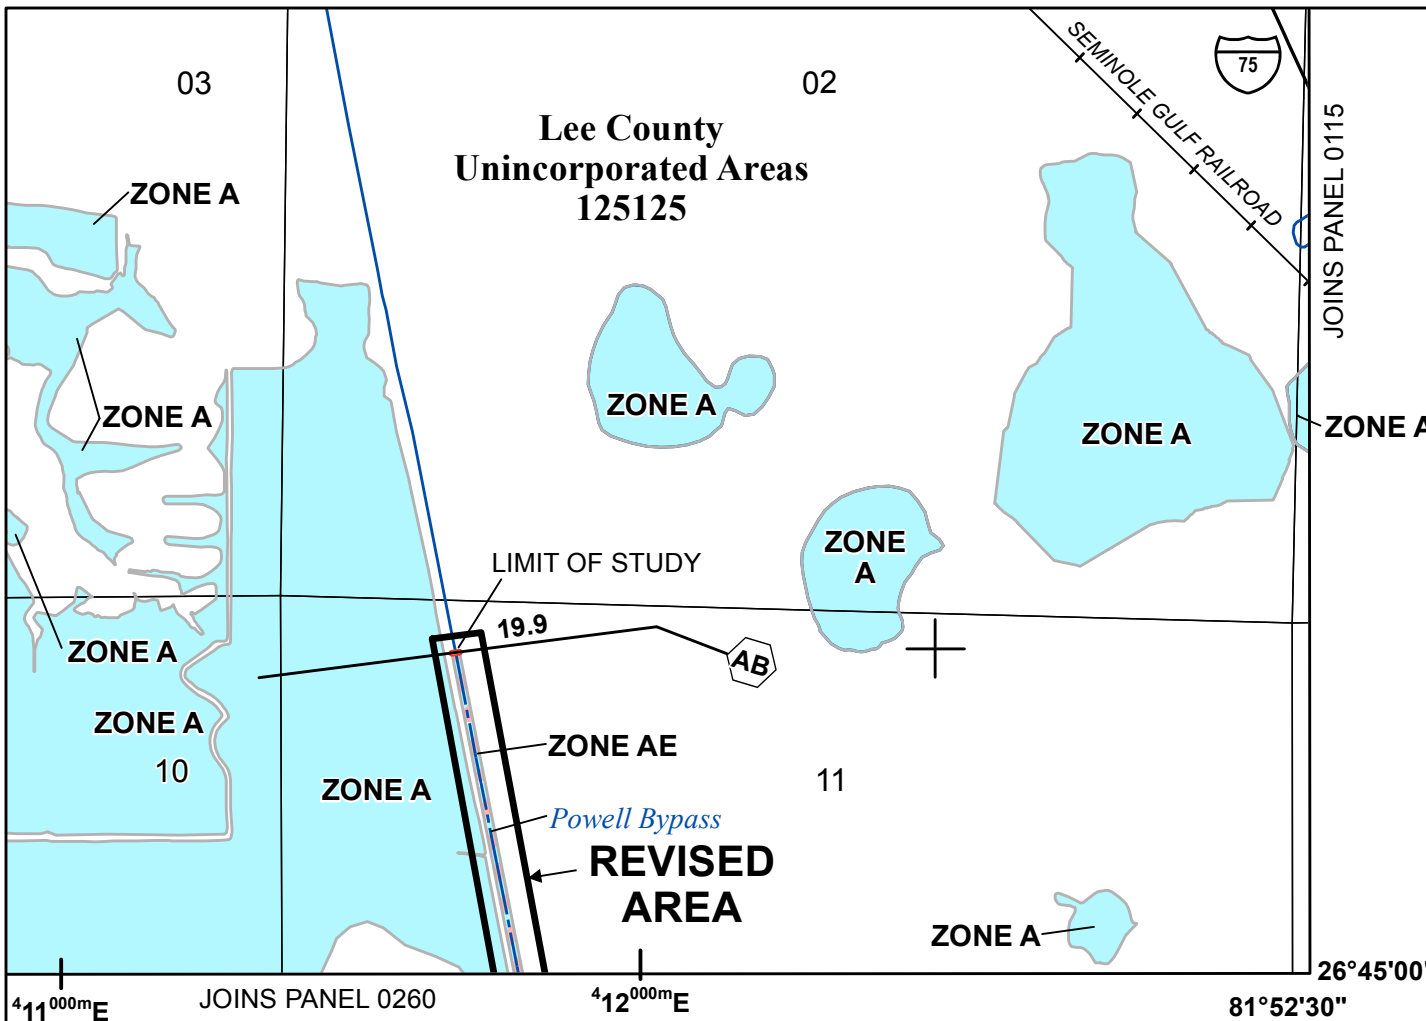 03
02
75
SEMINOLE GULF RAILROAD
JOINS PANEL 0115
Lee County
Unincorporated Areas
125125
ZONE A
ZONE A
ZONE A
ZONE A
ZONE A
ZONE
A
LIMIT OF STUDY
19.9
AB
ZONE A
ZONE A
10
ZONE A
ZONE AE
11
Powell Bypass
REVISED
AREA
ZONE A
26°45'00"
81°52'30"
411000mE
JOINS PANEL 0260
412000mE